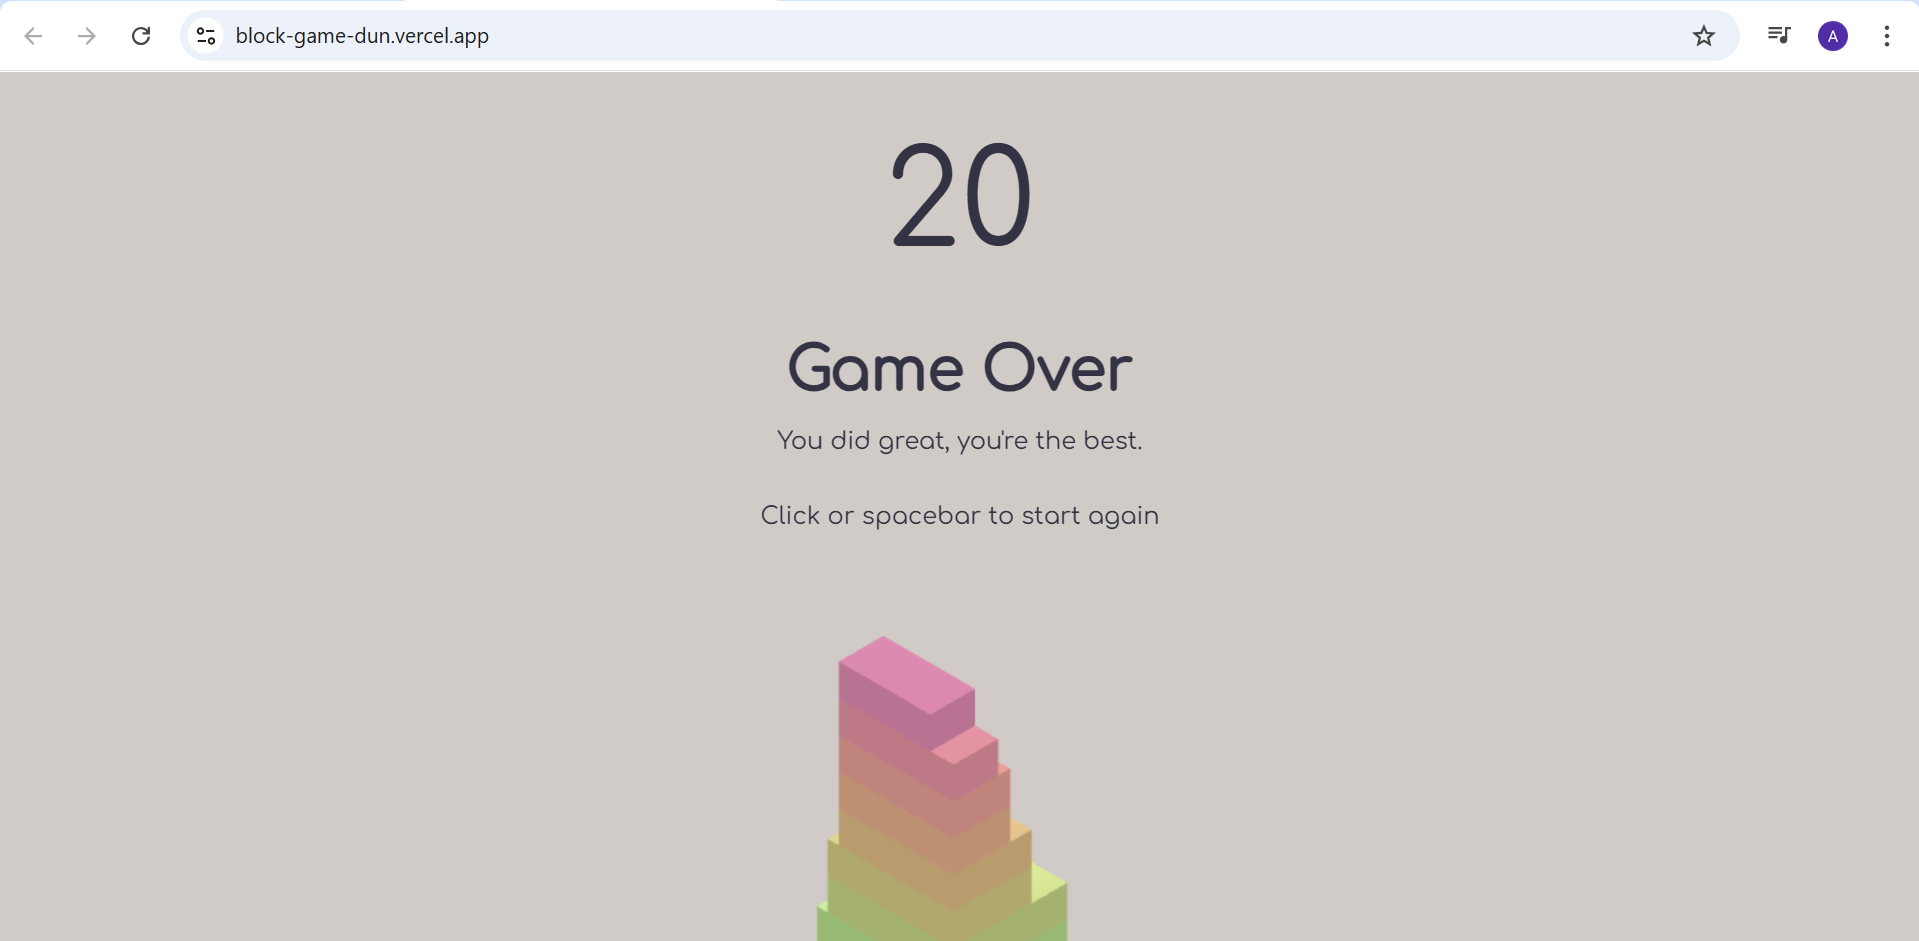 block-game-dun.vercel.app
A
20
Game Over
You did great, you're the best.
Click or spacebar to start again